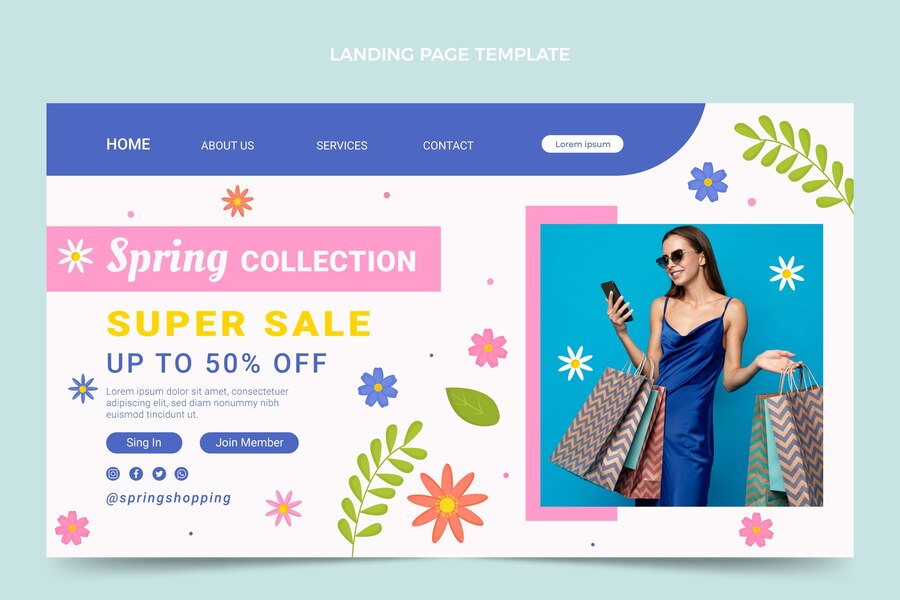 LANDING PAGE TEMPLATE
HOME ABOUT US SERVICES CONTACT Lorem ipsum
Spring COLLECTION
SUPER SALE
UP TO 50% OFF
Lorem ipsum dolor sit amet, consectetuer
adipiscing elit, sed diam nonummy nibh
euismod tincidunt ut.
Sing In Join Member
@springshopping